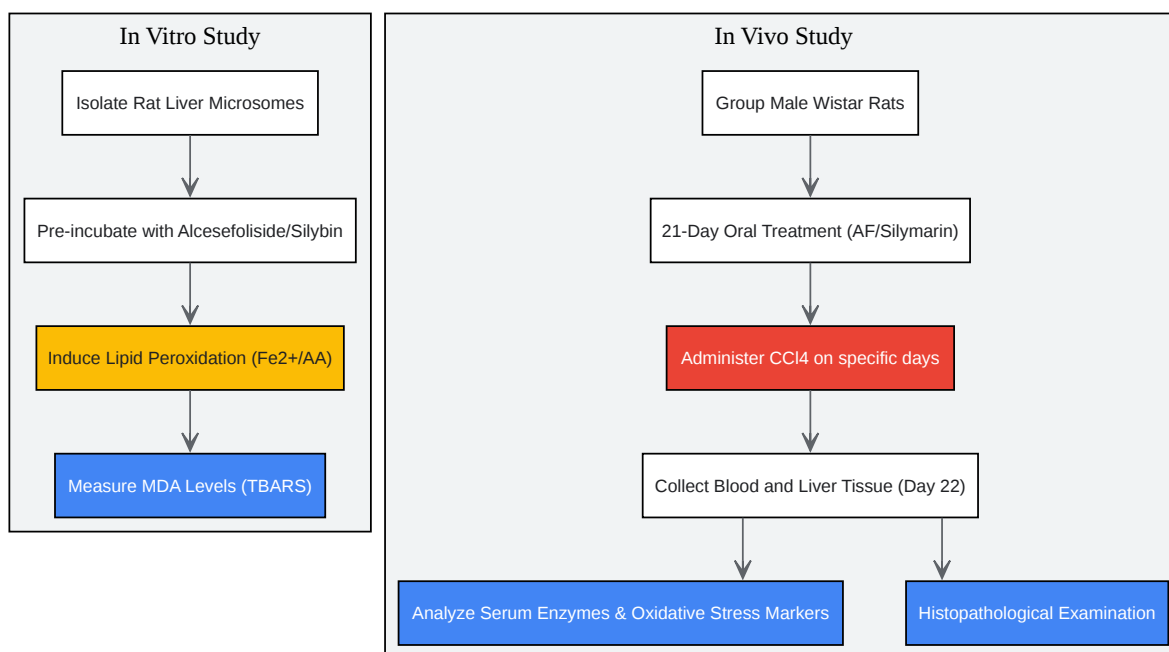 In Vitro Study
Isolate Rat Liver Microsomes
Pre-incubate with Alcesefoliside/Silybin
Induce Lipid Peroxidation (Fe2+/AA)
Measure MDA Levels (TBARS)
In Vivo Study
Group Male Wistar Rats
21-Day Oral Treatment (AF/Silymarin)
Administer CCl4 on specific days
Collect Blood and Liver Tissue (Day 22)
Analyze Serum Enzymes & Oxidative Stress Markers
Histopathological Examination